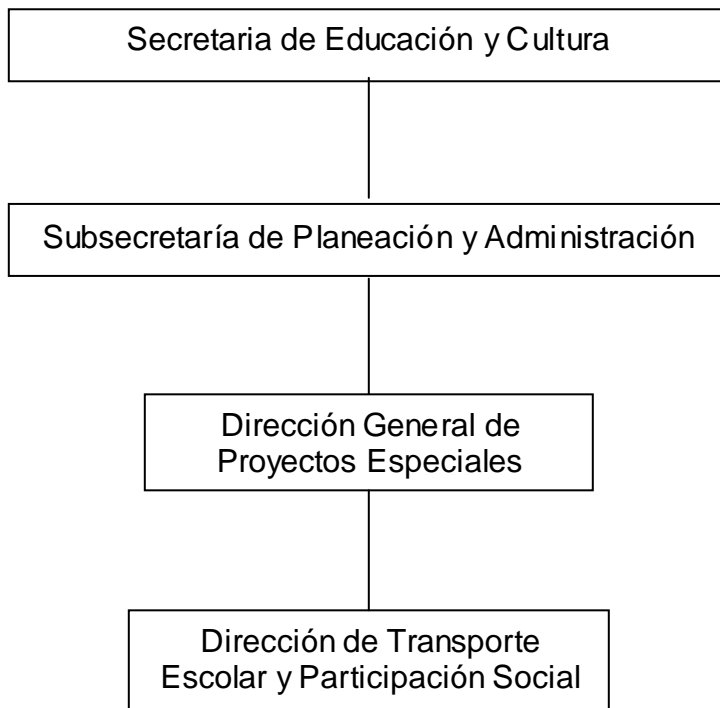 Secretaria de Educación y Cultura
Subsecretaría de Planeación y Administración
Dirección General de
Proyectos Especiales
Dirección de Transporte
Escolar y Participación Social